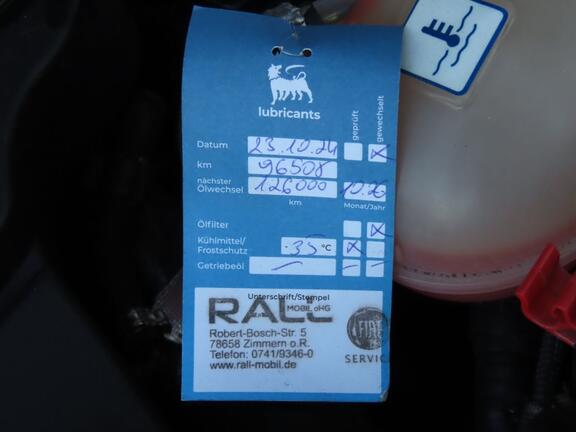 lubricants
geprüft
gewechselt
Datum 23.10.24
km 96508
nächster Ölwechsel 126000 10.26
km Monat/Jahr
Ölfilter
Kühlmittel/
Frostschutz -35 °C
Getriebeöl
Unterschrift/Stempel
RALL
MOBIL oHG
Robert-Bosch-Str. 5
78658 Zimmern o.R.
Telefon: 0741/9346-0
www.rall-mobil.de
FIAT
SERVICE